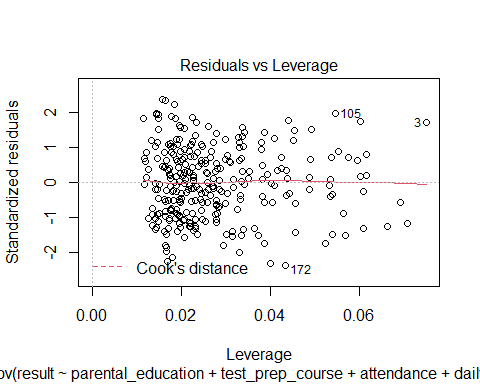 Residuals vs Leverage
Standardized residuals
2
1
0
-1
-2
105
3
172
Cook's distance
0.00
0.02
0.04
0.06
Leverage
ov(result ~ parental_education + test_prep_course + attendance + dail